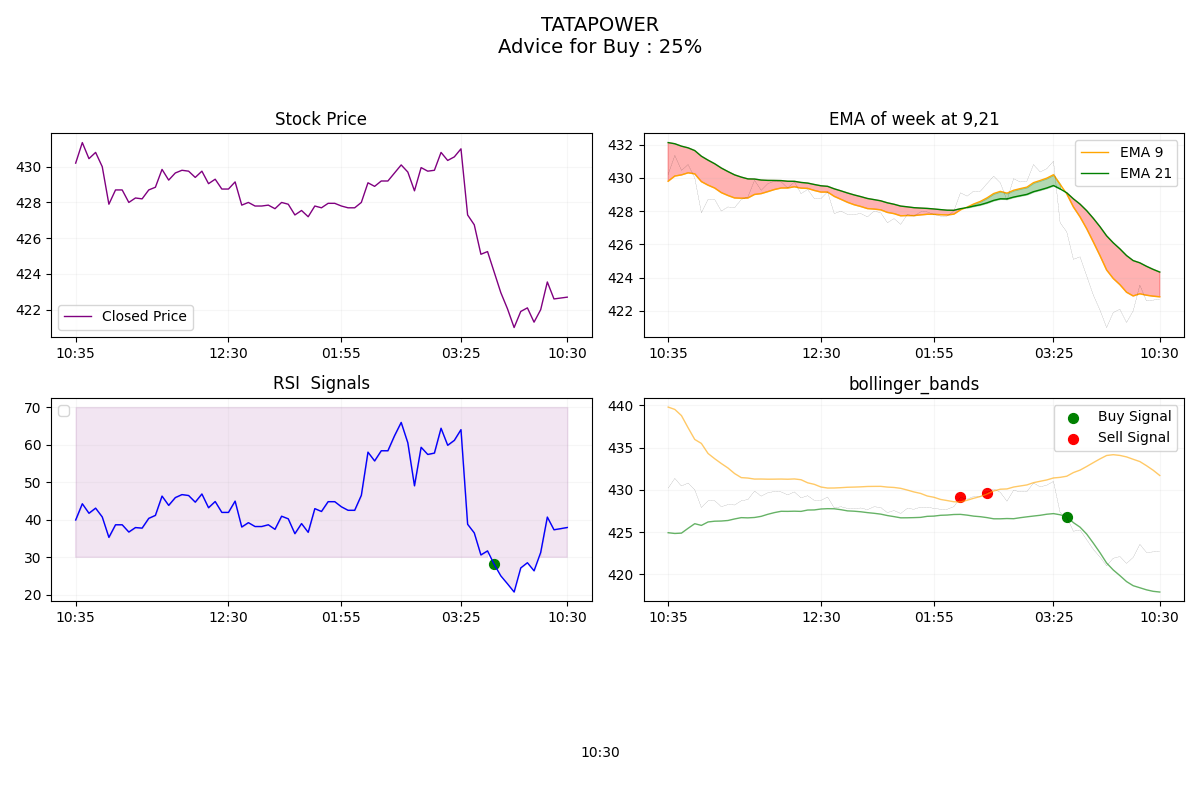 TATAPOWER
Advice for Buy : 25%
Stock Price
430
428
426
424
422
Closed Price
10:35 12:30 01:55 03:25 10:30
EMA of week at 9,21
432
430
428
426
424
422
EMA 9
EMA 21
10:35 12:30 01:55 03:25 10:30
RSI  Signals
70
60
50
40
30
20
10:35 12:30 01:55 03:25 10:30
bollinger_bands
440
435
430
425
420
Buy Signal
Sell Signal
10:35 12:30 01:55 03:25 10:30
10:30